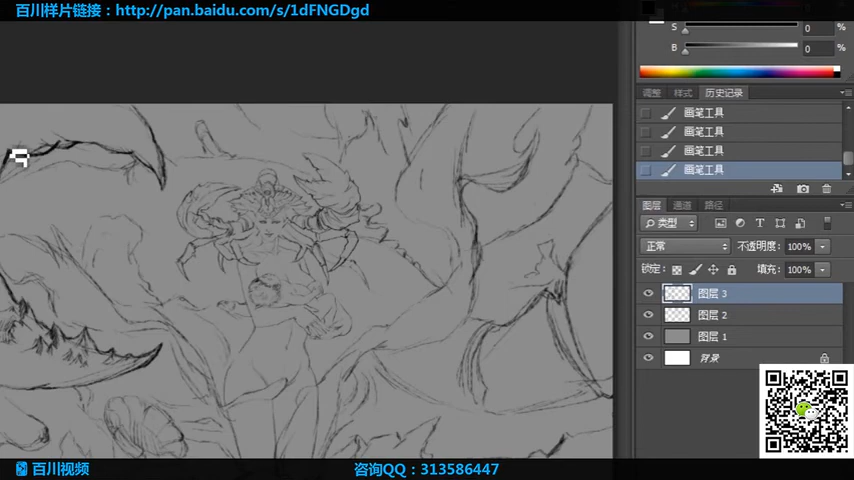 百川样片链接：http://pan.baidu.com/s/1dFNGDgd
S 0 %
B 0 %
调整 样式 历史记录
画笔工具
画笔工具
画笔工具
画笔工具
图层 通道 路径
类型
正常 不透明度: 100%
锁定: 填充: 100%
图层 3
图层 2
图层 1
背景
百川视频 咨询QQ：313586447